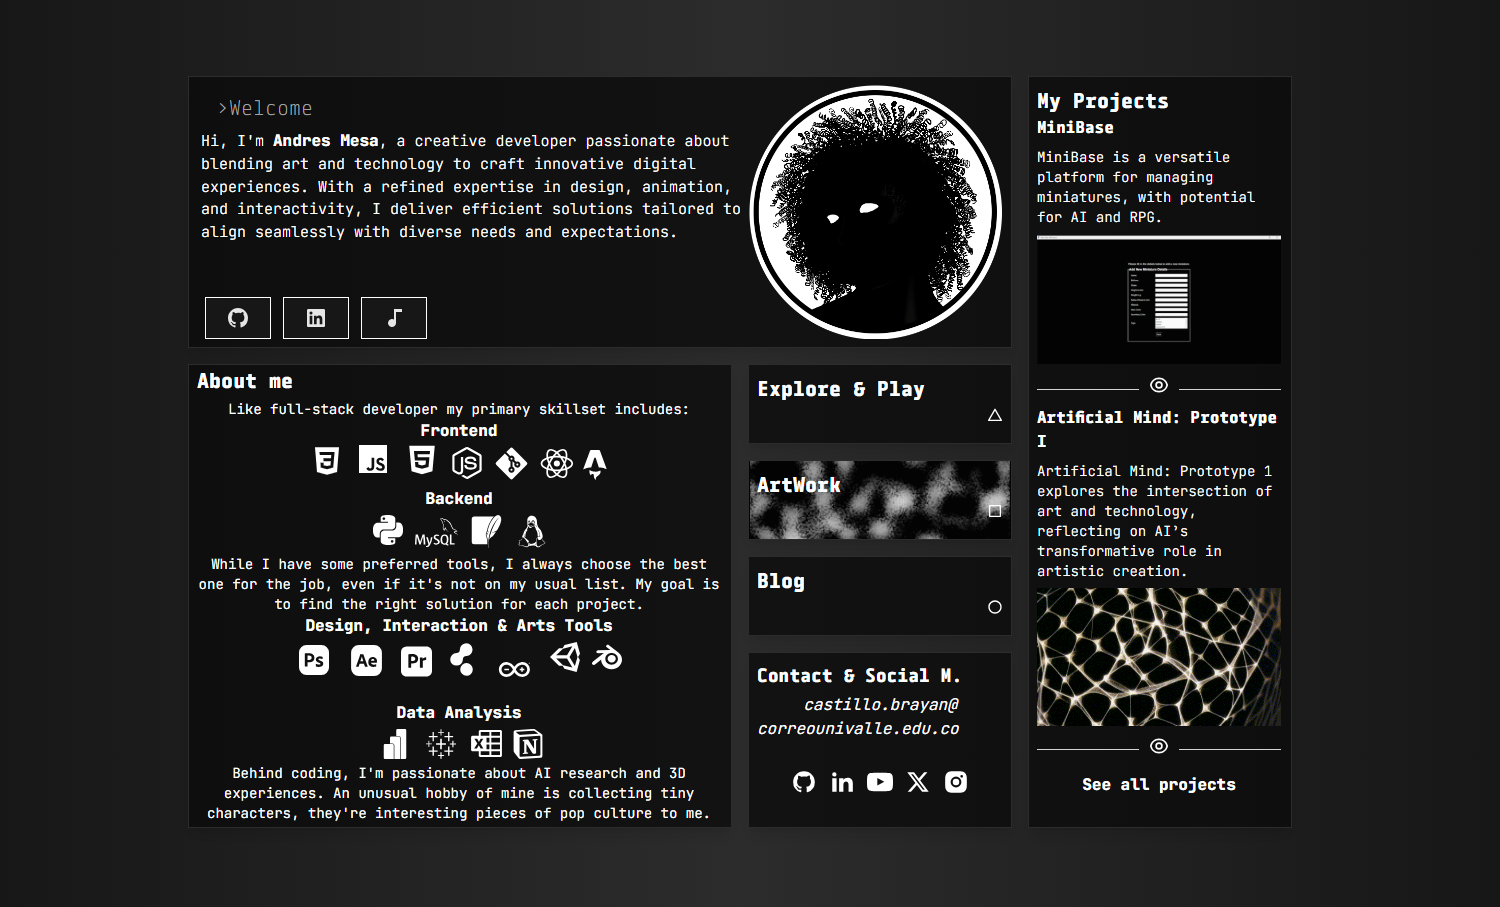 >Welcome
Hi, I'm Andres Mesa, a creative developer passionate about
blending art and technology to craft innovative digital
experiences. With a refined expertise in design, animation,
and interactivity, I deliver efficient solutions tailored to
align seamlessly with diverse needs and expectations.
in
About me
Like full-stack developer my primary skillset includes:
Frontend
3 JS 5 JS
Backend
MySQL
While I have some preferred tools, I always choose the best
one for the job, even if it's not on my usual list. My goal is
to find the right solution for each project.
Design, Interaction & Arts Tools
Ps Ae Pr
Data Analysis
X N
Behind coding, I'm passionate about AI research and 3D
experiences. An unusual hobby of mine is collecting tiny
characters, they're interesting pieces of pop culture to me.
Explore & Play
ArtWork
Blog
Contact & Social M.
castillo.brayan@
correounivalle.edu.co
in X
My Projects
MiniBase
MiniBase is a versatile
platform for managing
miniatures, with potential
for AI and RPG.
Add New Miniature Details
Artificial Mind: Prototype
I
Artificial Mind: Prototype 1
explores the intersection of
art and technology,
reflecting on AI’s
transformative role in
artistic creation.
See all projects